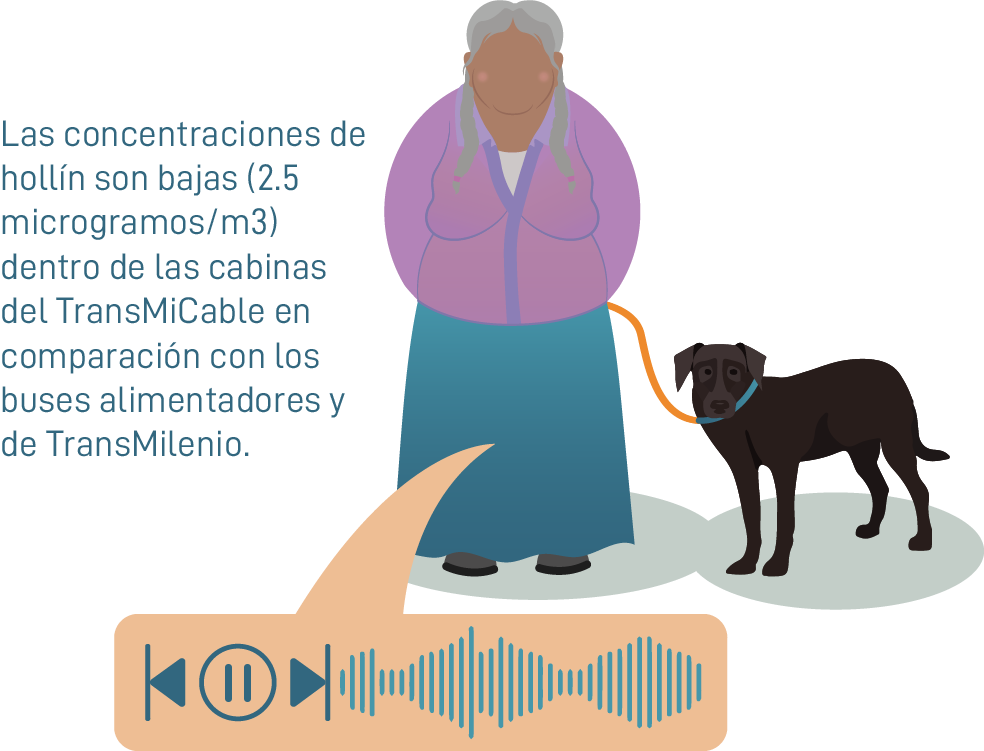 Las concentraciones de
hollín son bajas (2.5
microgramos/m3)
dentro de las cabinas
del TransMiCable en
comparación con los
buses alimentadores y
de TransMilenio.